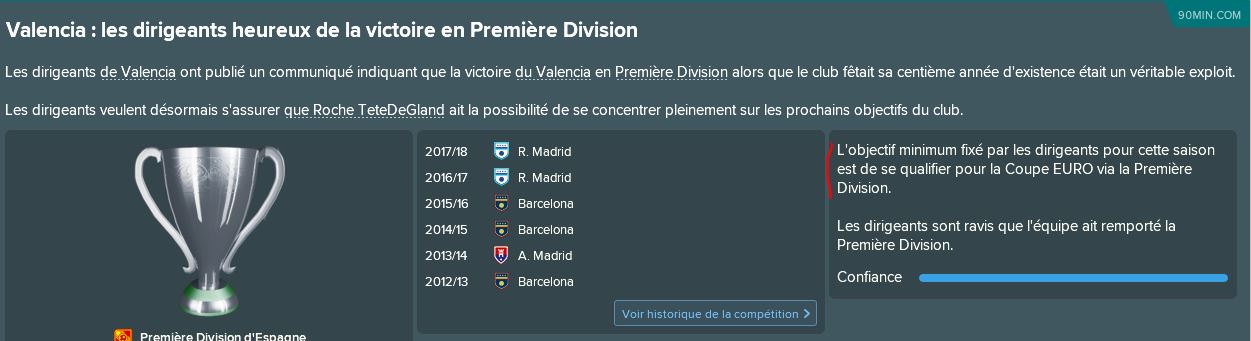 90MIN.COM
Valencia : les dirigeants heureux de la victoire en Première Division
Les dirigeants de Valencia ont publié un communiqué indiquant que la victoire du Valencia en Première Division alors que le club fêtait sa centième année d'existence était un véritable exploit.
Les dirigeants veulent désormais s'assurer que Roche TeteDeGland ait la possibilité de se concentrer pleinement sur les prochains objectifs du club.
Première Division d'Espagne
2017/18 R. Madrid
2016/17 R. Madrid
2015/16 Barcelona
2014/15 Barcelona
2013/14 A. Madrid
2012/13 Barcelona
Voir historique de la compétition >
L'objectif minimum fixé par les dirigeants pour cette saison
est de se qualifier pour la Coupe EURO via la Première
Division.
Les dirigeants sont ravis que l'équipe ait remporté la
Première Division.
Confiance